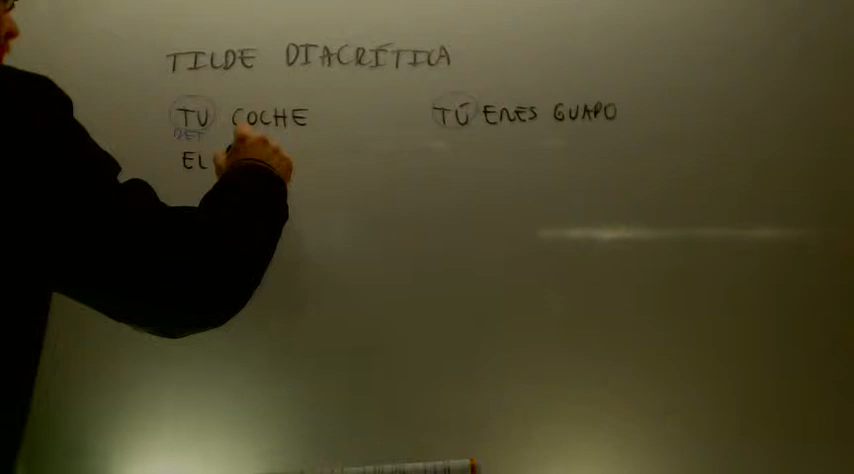 TILDE DIACRÍTICA
TU COCHE TÚ ERES GUAPO
DET
EL